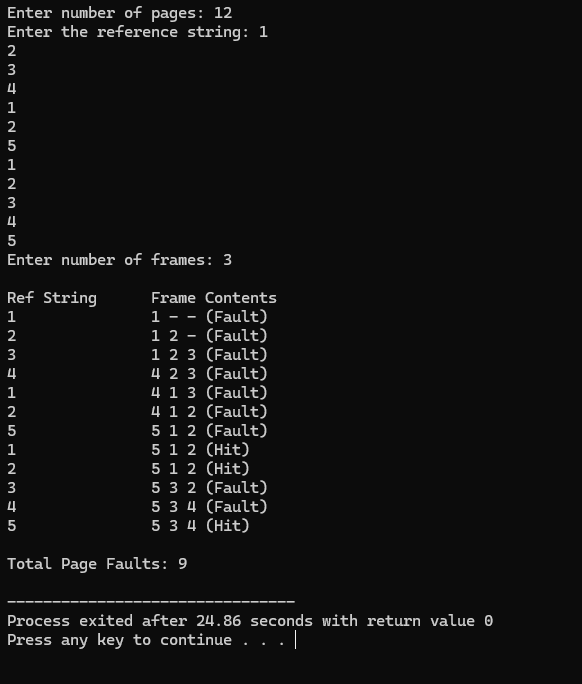 Enter number of pages: 12
Enter the reference string: 1
2
3
4
1
2
5
1
2
3
4
5
Enter number of frames: 3
Ref String      Frame Contents
1               1 - - (Fault)
2               1 2 - (Fault)
3               1 2 3 (Fault)
4               4 2 3 (Fault)
1               4 1 3 (Fault)
2               4 1 2 (Fault)
5               5 1 2 (Fault)
1               5 1 2 (Hit)
2               5 1 2 (Hit)
3               5 3 2 (Fault)
4               5 3 4 (Fault)
5               5 3 4 (Hit)
Total Page Faults: 9
--------------------------------
Process exited after 24.86 seconds with return value 0
Press any key to continue . . .